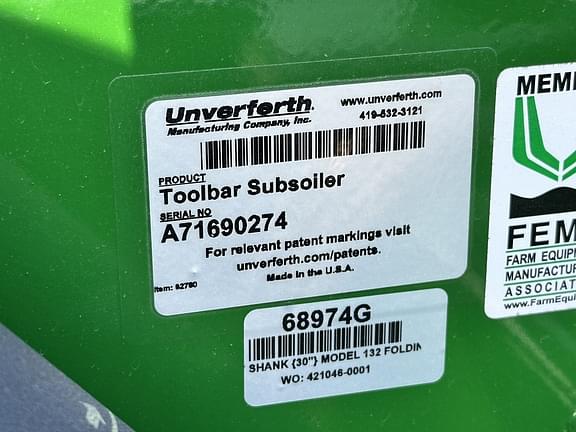 Unverferth
Manufacturing Company, Inc.
www.unverferth.com
419-532-3121
PRODUCT
Toolbar Subsoiler
SERIAL NO
A71690274
For relevant patent markings visit
unverferth.com/patents.
Made in the U.S.A.
Item: 92780
68974G
SHANK {30"} MODEL 132 FOLDIN
WO: 421046-0001
MEM
FEM
FARM EQUIP
MANUFACTU
ASSOCIAT
www.FarmEqui